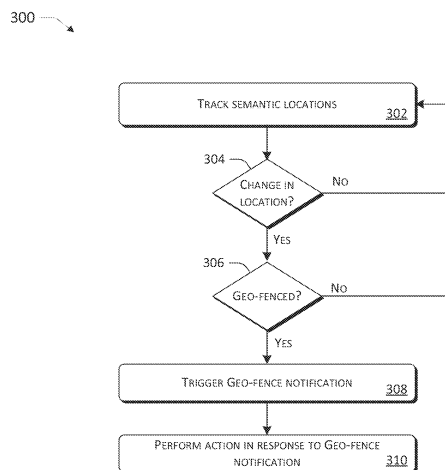 300
TRACK SEMANTIC LOCATIONS
302
304
CHANGE IN
LOCATION?
NO
YES
306
GEO-FENCED?
NO
YES
TRIGGER GEO-FENCE NOTIFICATION
308
PERFORM ACTION IN RESPONSE TO GEO-FENCE
NOTIFICATION
310